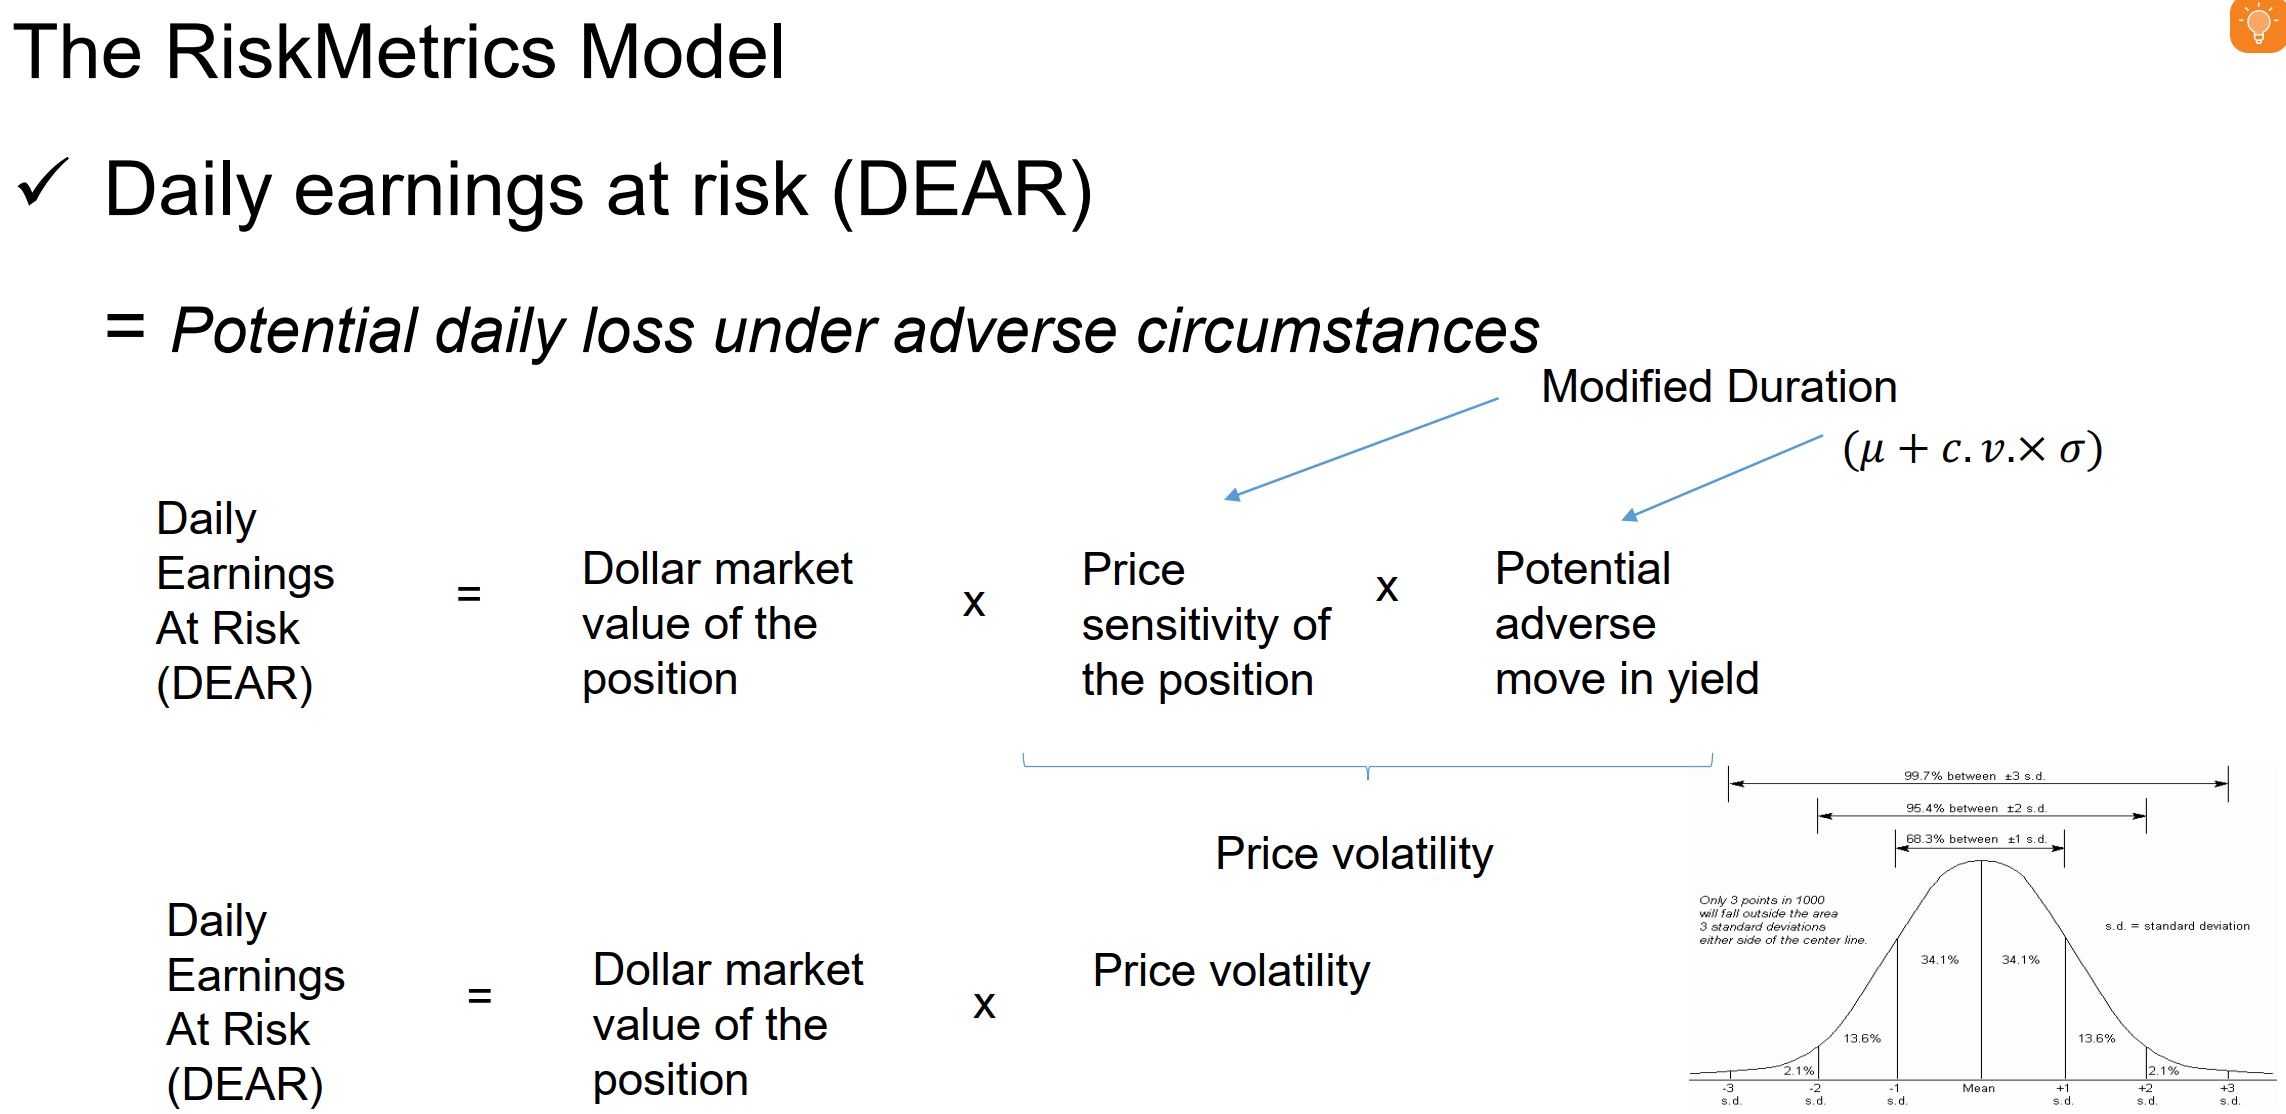 The RiskMetrics Model
✓ Daily earnings at risk (DEAR)
= Potential daily loss under adverse circumstances
Modified Duration
(μ + c. v.× σ)
Daily
Earnings
At Risk
(DEAR)
=
Dollar market
value of the
position
x
Price
sensitivity of
the position
x
Potential
adverse
move in yield
Price volatility
Daily
Earnings
At Risk
(DEAR)
=
Dollar market
value of the
position
x
Price volatility
99.7% between ±3 s.d.
95.4% between ±2 s.d.
68.3% between ±1 s.d.
Only 3 points in 1000
will fall outside the area
3 standard deviations
either side of the center line.
s.d. = standard deviation
34.1% 34.1%
13.6% 13.6%
2.1% 2.1%
-3 -2 -1 Mean +1 +2 +3
s.d. s.d. s.d. s.d. s.d. s.d.